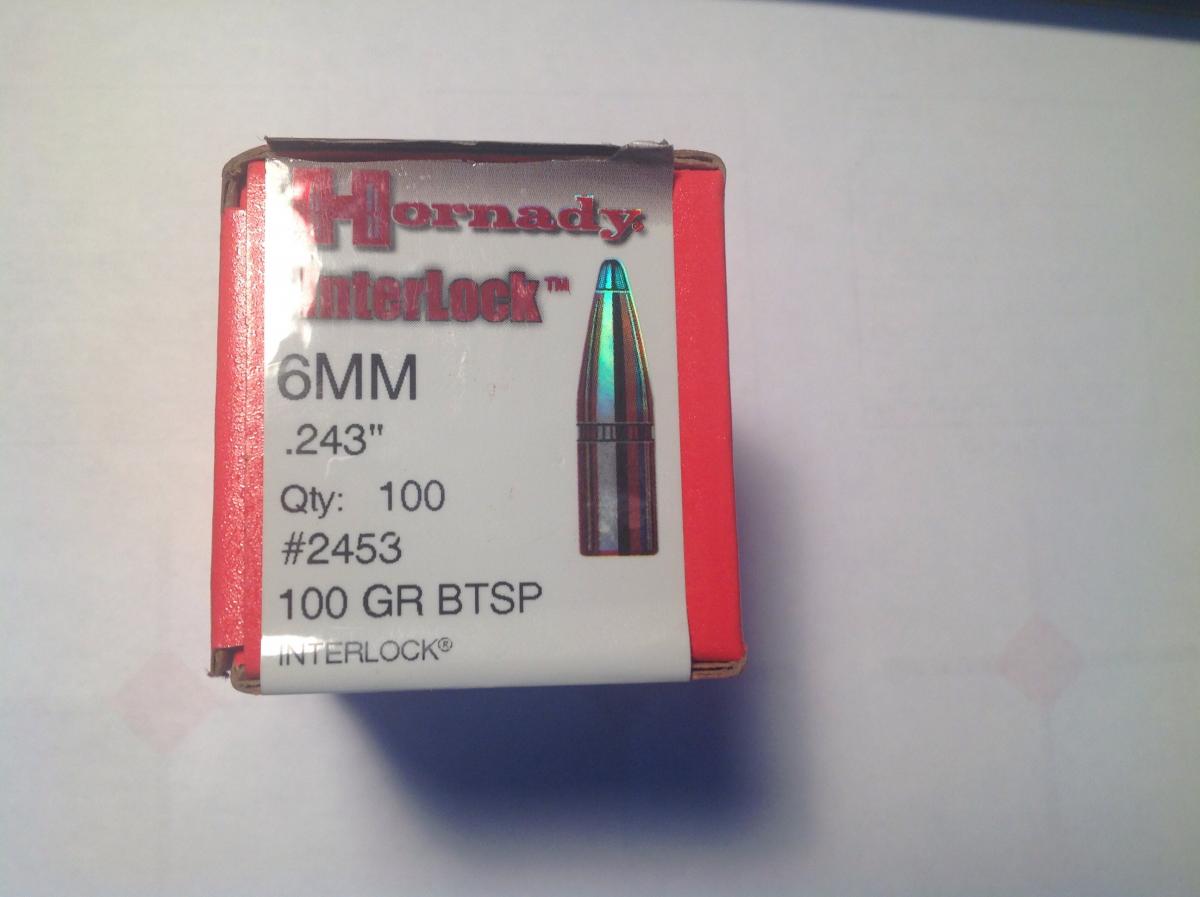 Hornady
InterLock™
6MM
.243"
Qty: 100
#2453
100 GR BTSP
INTERLOCK®